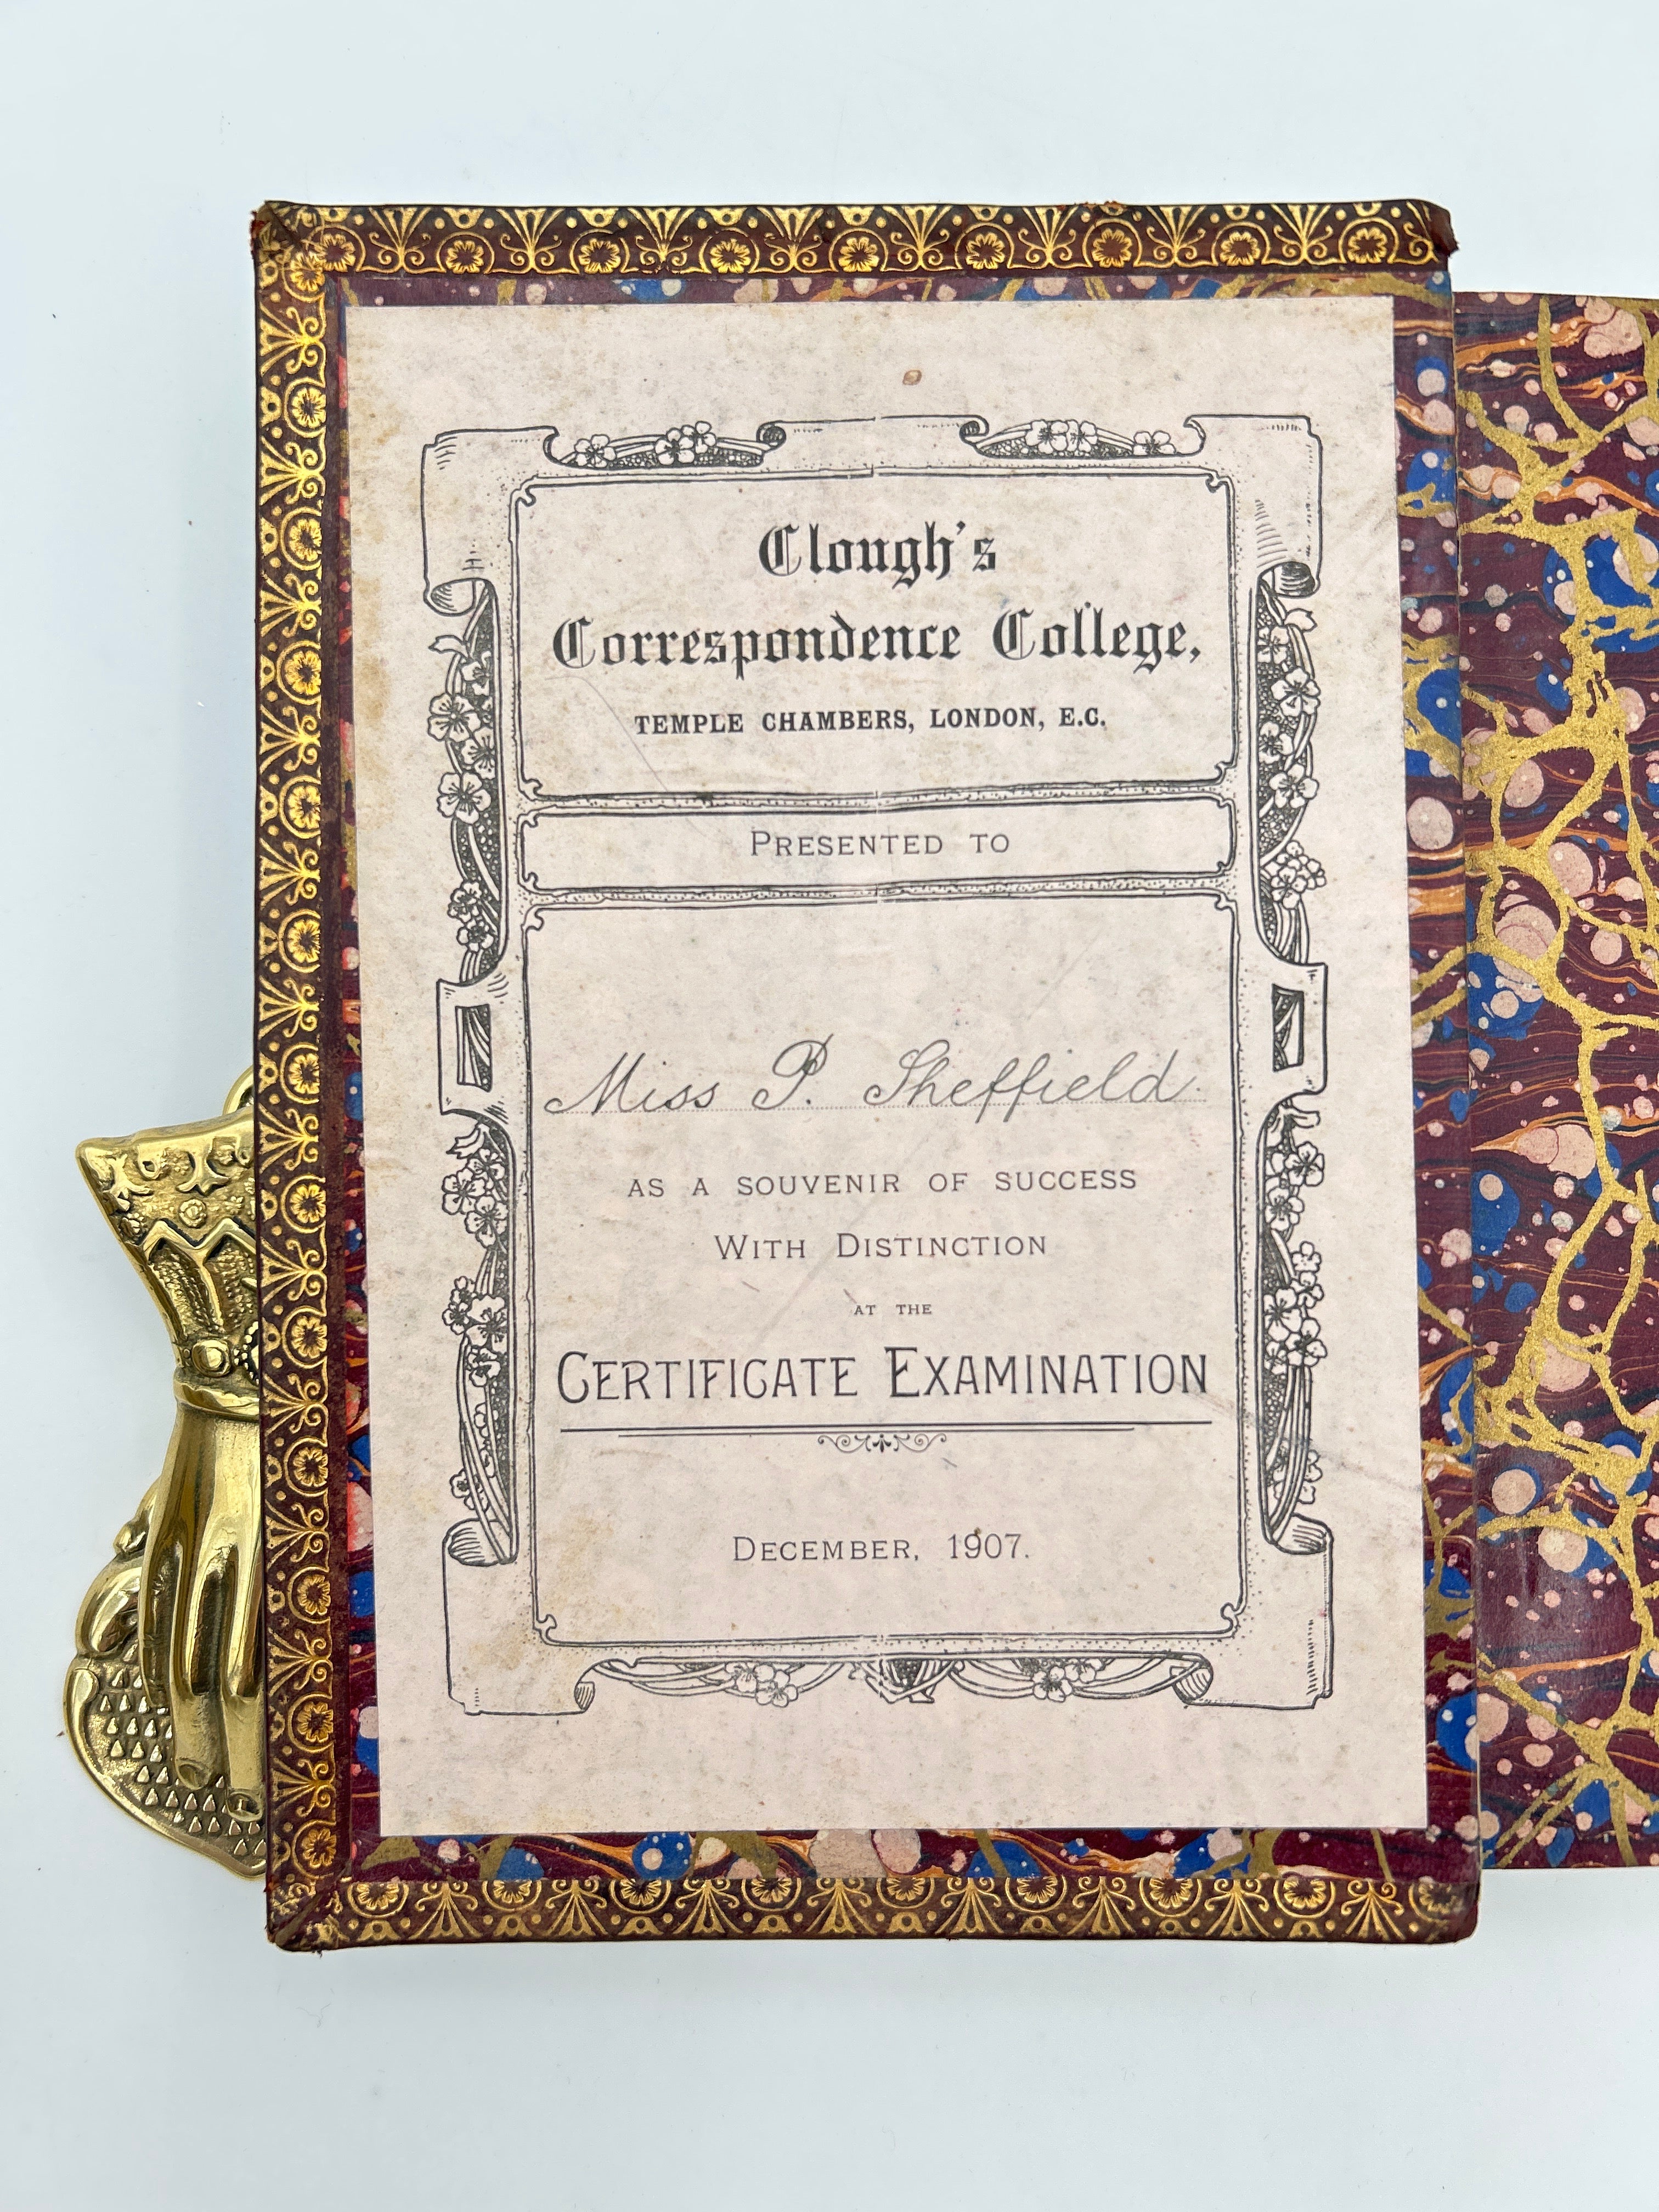 Clough's
Correspondence College,
TEMPLE CHAMBERS, LONDON, E.C.
PRESENTED TO
Miss P. Sheffield
AS A SOUVENIR OF SUCCESS
WITH DISTINCTION
AT THE
CERTIFICATE EXAMINATION
DECEMBER, 1907.